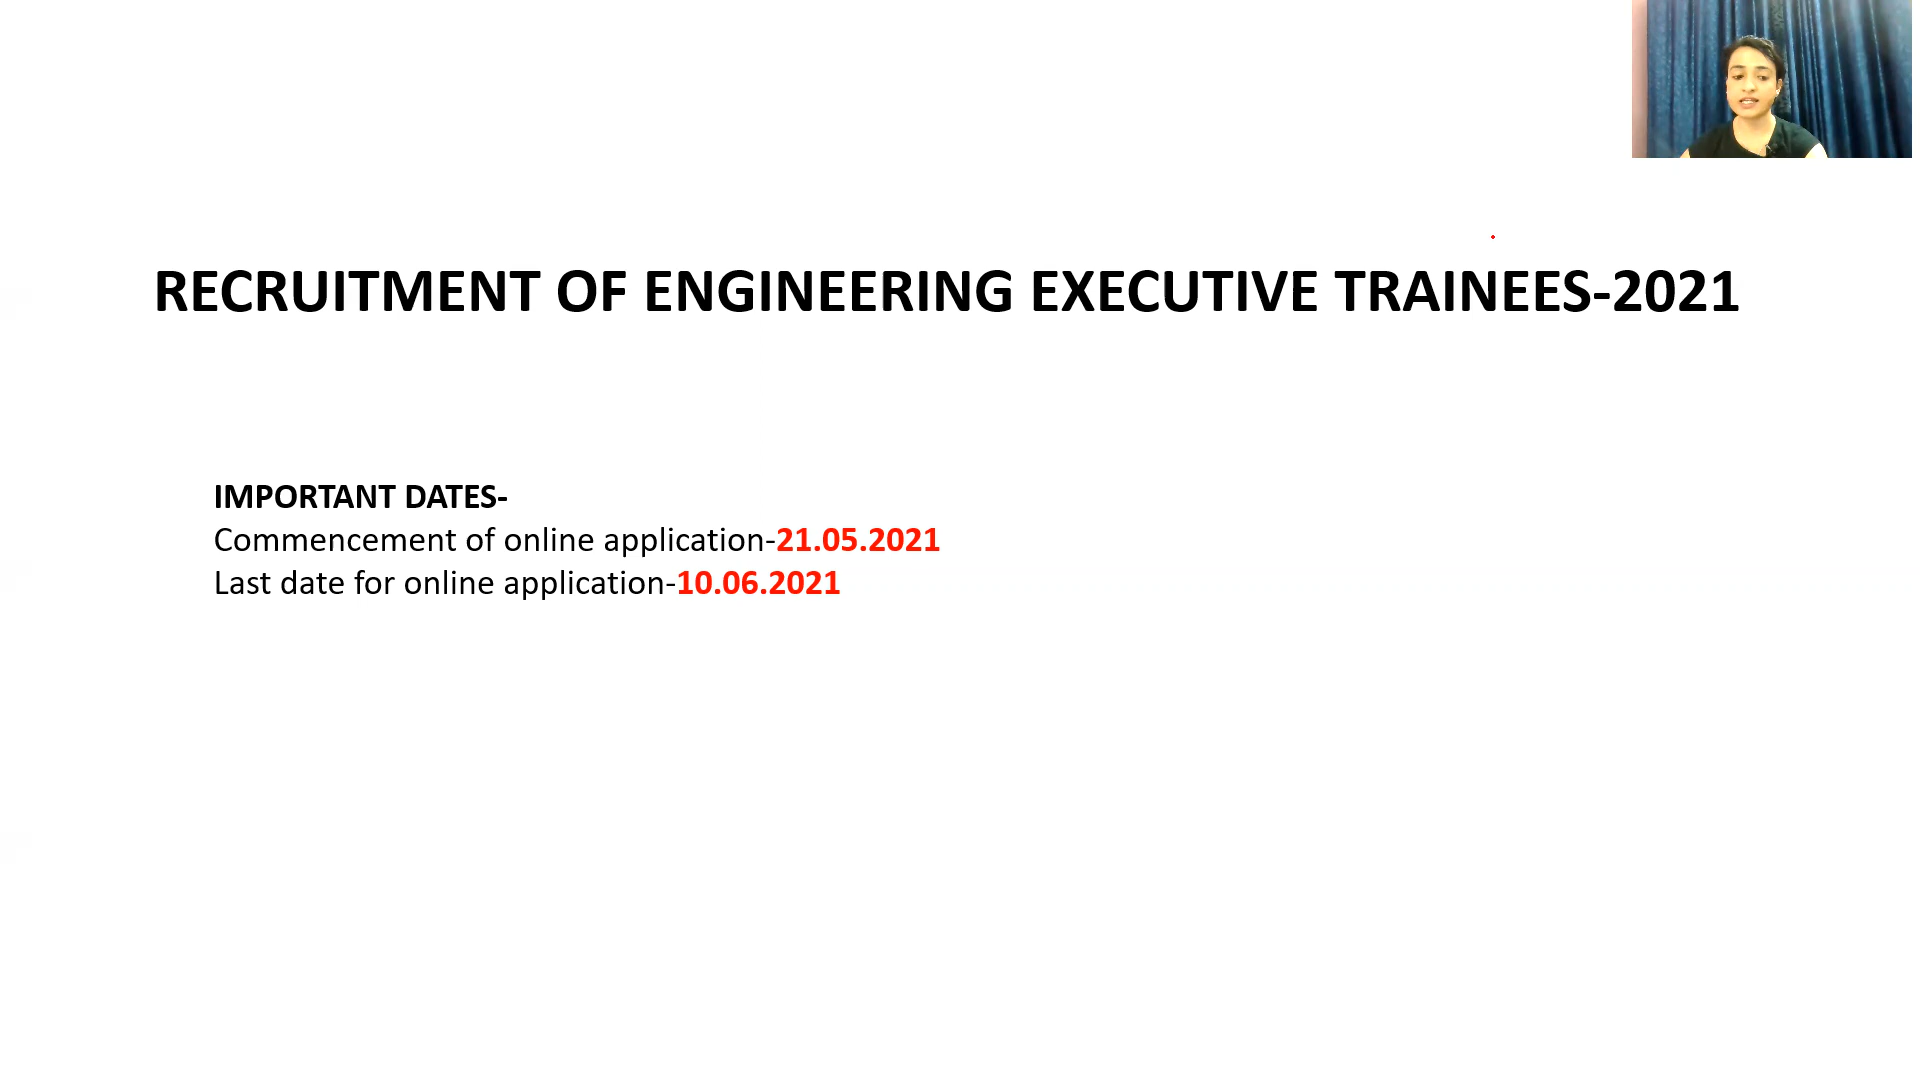 RECRUITMENT OF ENGINEERING EXECUTIVE TRAINEES-2021
IMPORTANT DATES-
Commencement of online application-21.05.2021
Last date for online application-10.06.2021